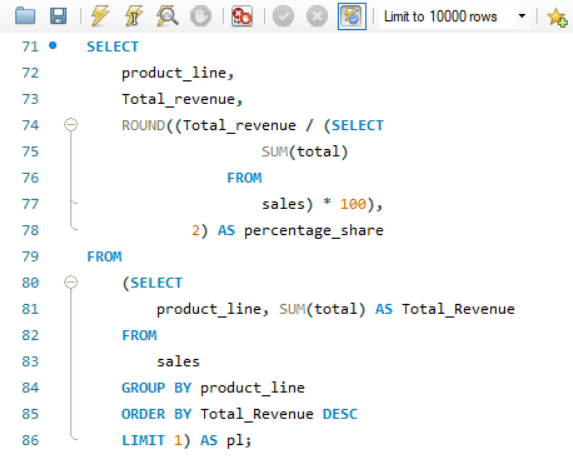 Limit to 10000 rows
71 SELECT
72 product_line,
73 Total_revenue,
74 ROUND((Total_revenue / (SELECT
75 SUM(total)
76 FROM
77 sales) * 100),
78 2) AS percentage_share
79 FROM
80 (SELECT
81 product_line, SUM(total) AS Total_Revenue
82 FROM
83 sales
84 GROUP BY product_line
85 ORDER BY Total_Revenue DESC
86 LIMIT 1) AS pl;